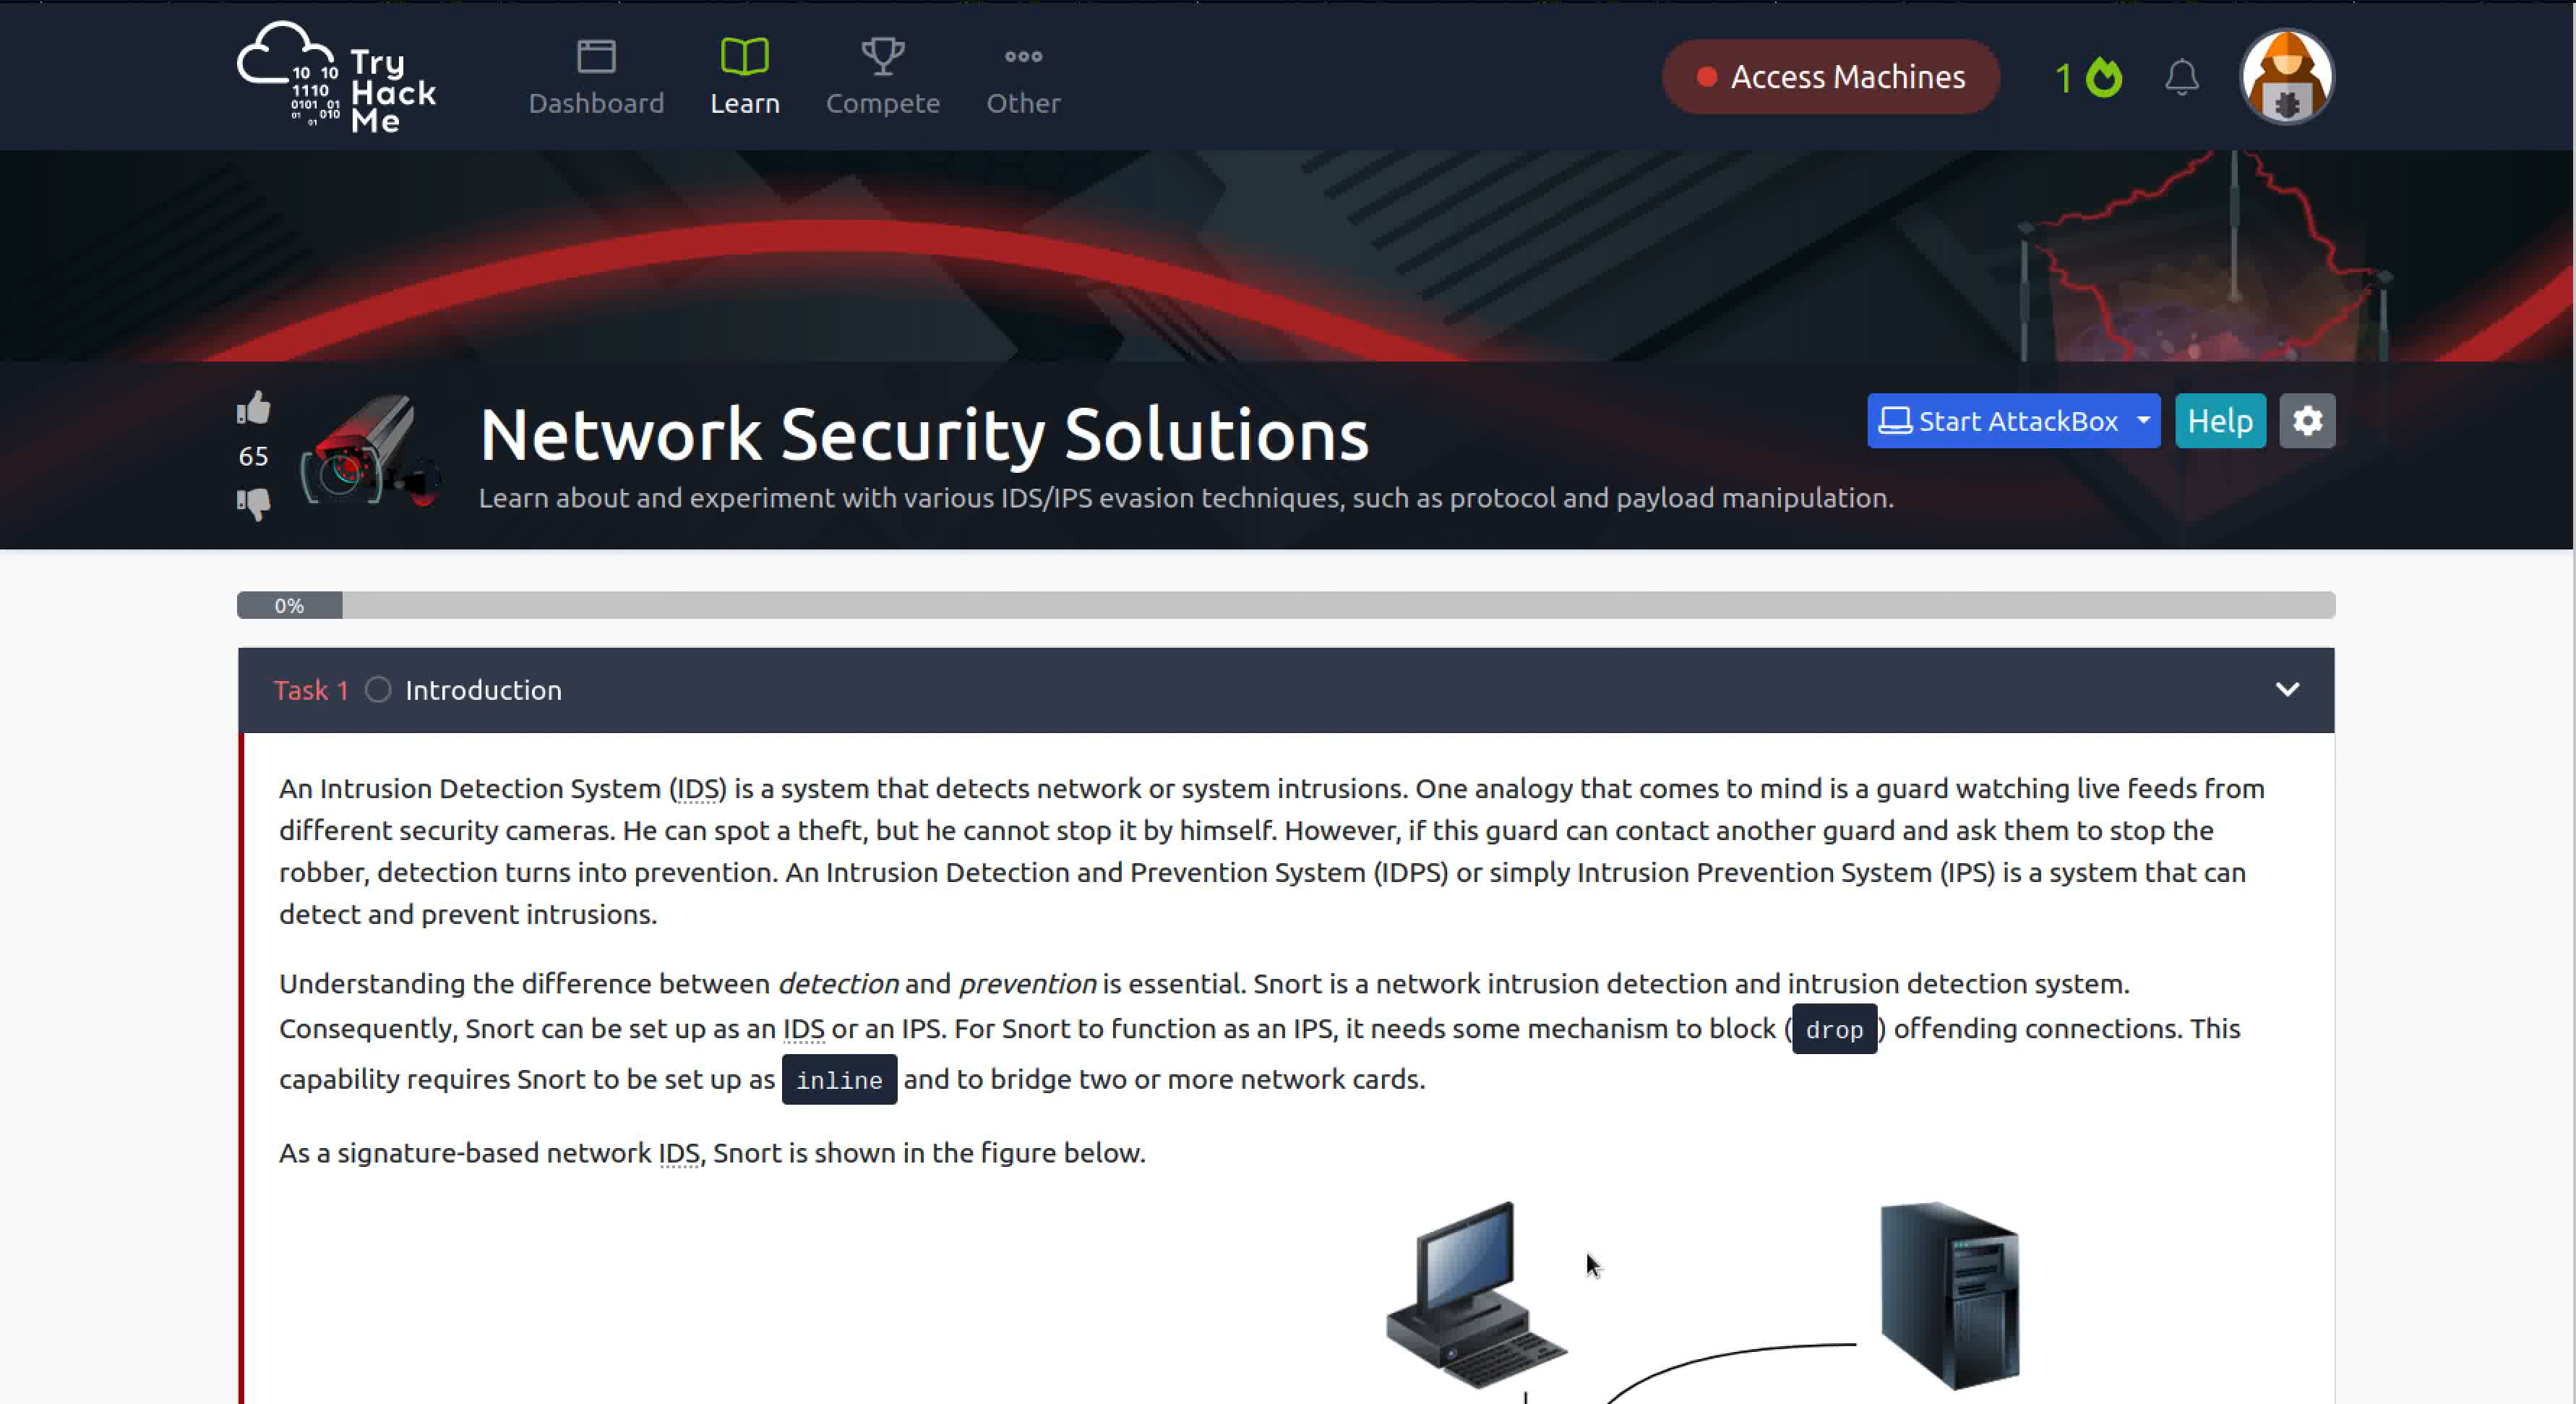 10 10
1110
0101 01
01 010
01
Try
Hack
Me
Dashboard
Learn
Compete
Other
Access Machines
1
65
Network Security Solutions
Learn about and experiment with various IDS/IPS evasion techniques, such as protocol and payload manipulation.
Start AttackBox
Help
0%
Task 1 Introduction
An Intrusion Detection System (IDS) is a system that detects network or system intrusions. One analogy that comes to mind is a guard watching live feeds from
different security cameras. He can spot a theft, but he cannot stop it by himself. However, if this guard can contact another guard and ask them to stop the
robber, detection turns into prevention. An Intrusion Detection and Prevention System (IDPS) or simply Intrusion Prevention System (IPS) is a system that can
detect and prevent intrusions.
Understanding the difference between detection and prevention is essential. Snort is a network intrusion detection and intrusion detection system.
Consequently, Snort can be set up as an IDS or an IPS. For Snort to function as an IPS, it needs some mechanism to block ( drop ) offending connections. This
capability requires Snort to be set up as inline and to bridge two or more network cards.
As a signature-based network IDS, Snort is shown in the figure below.